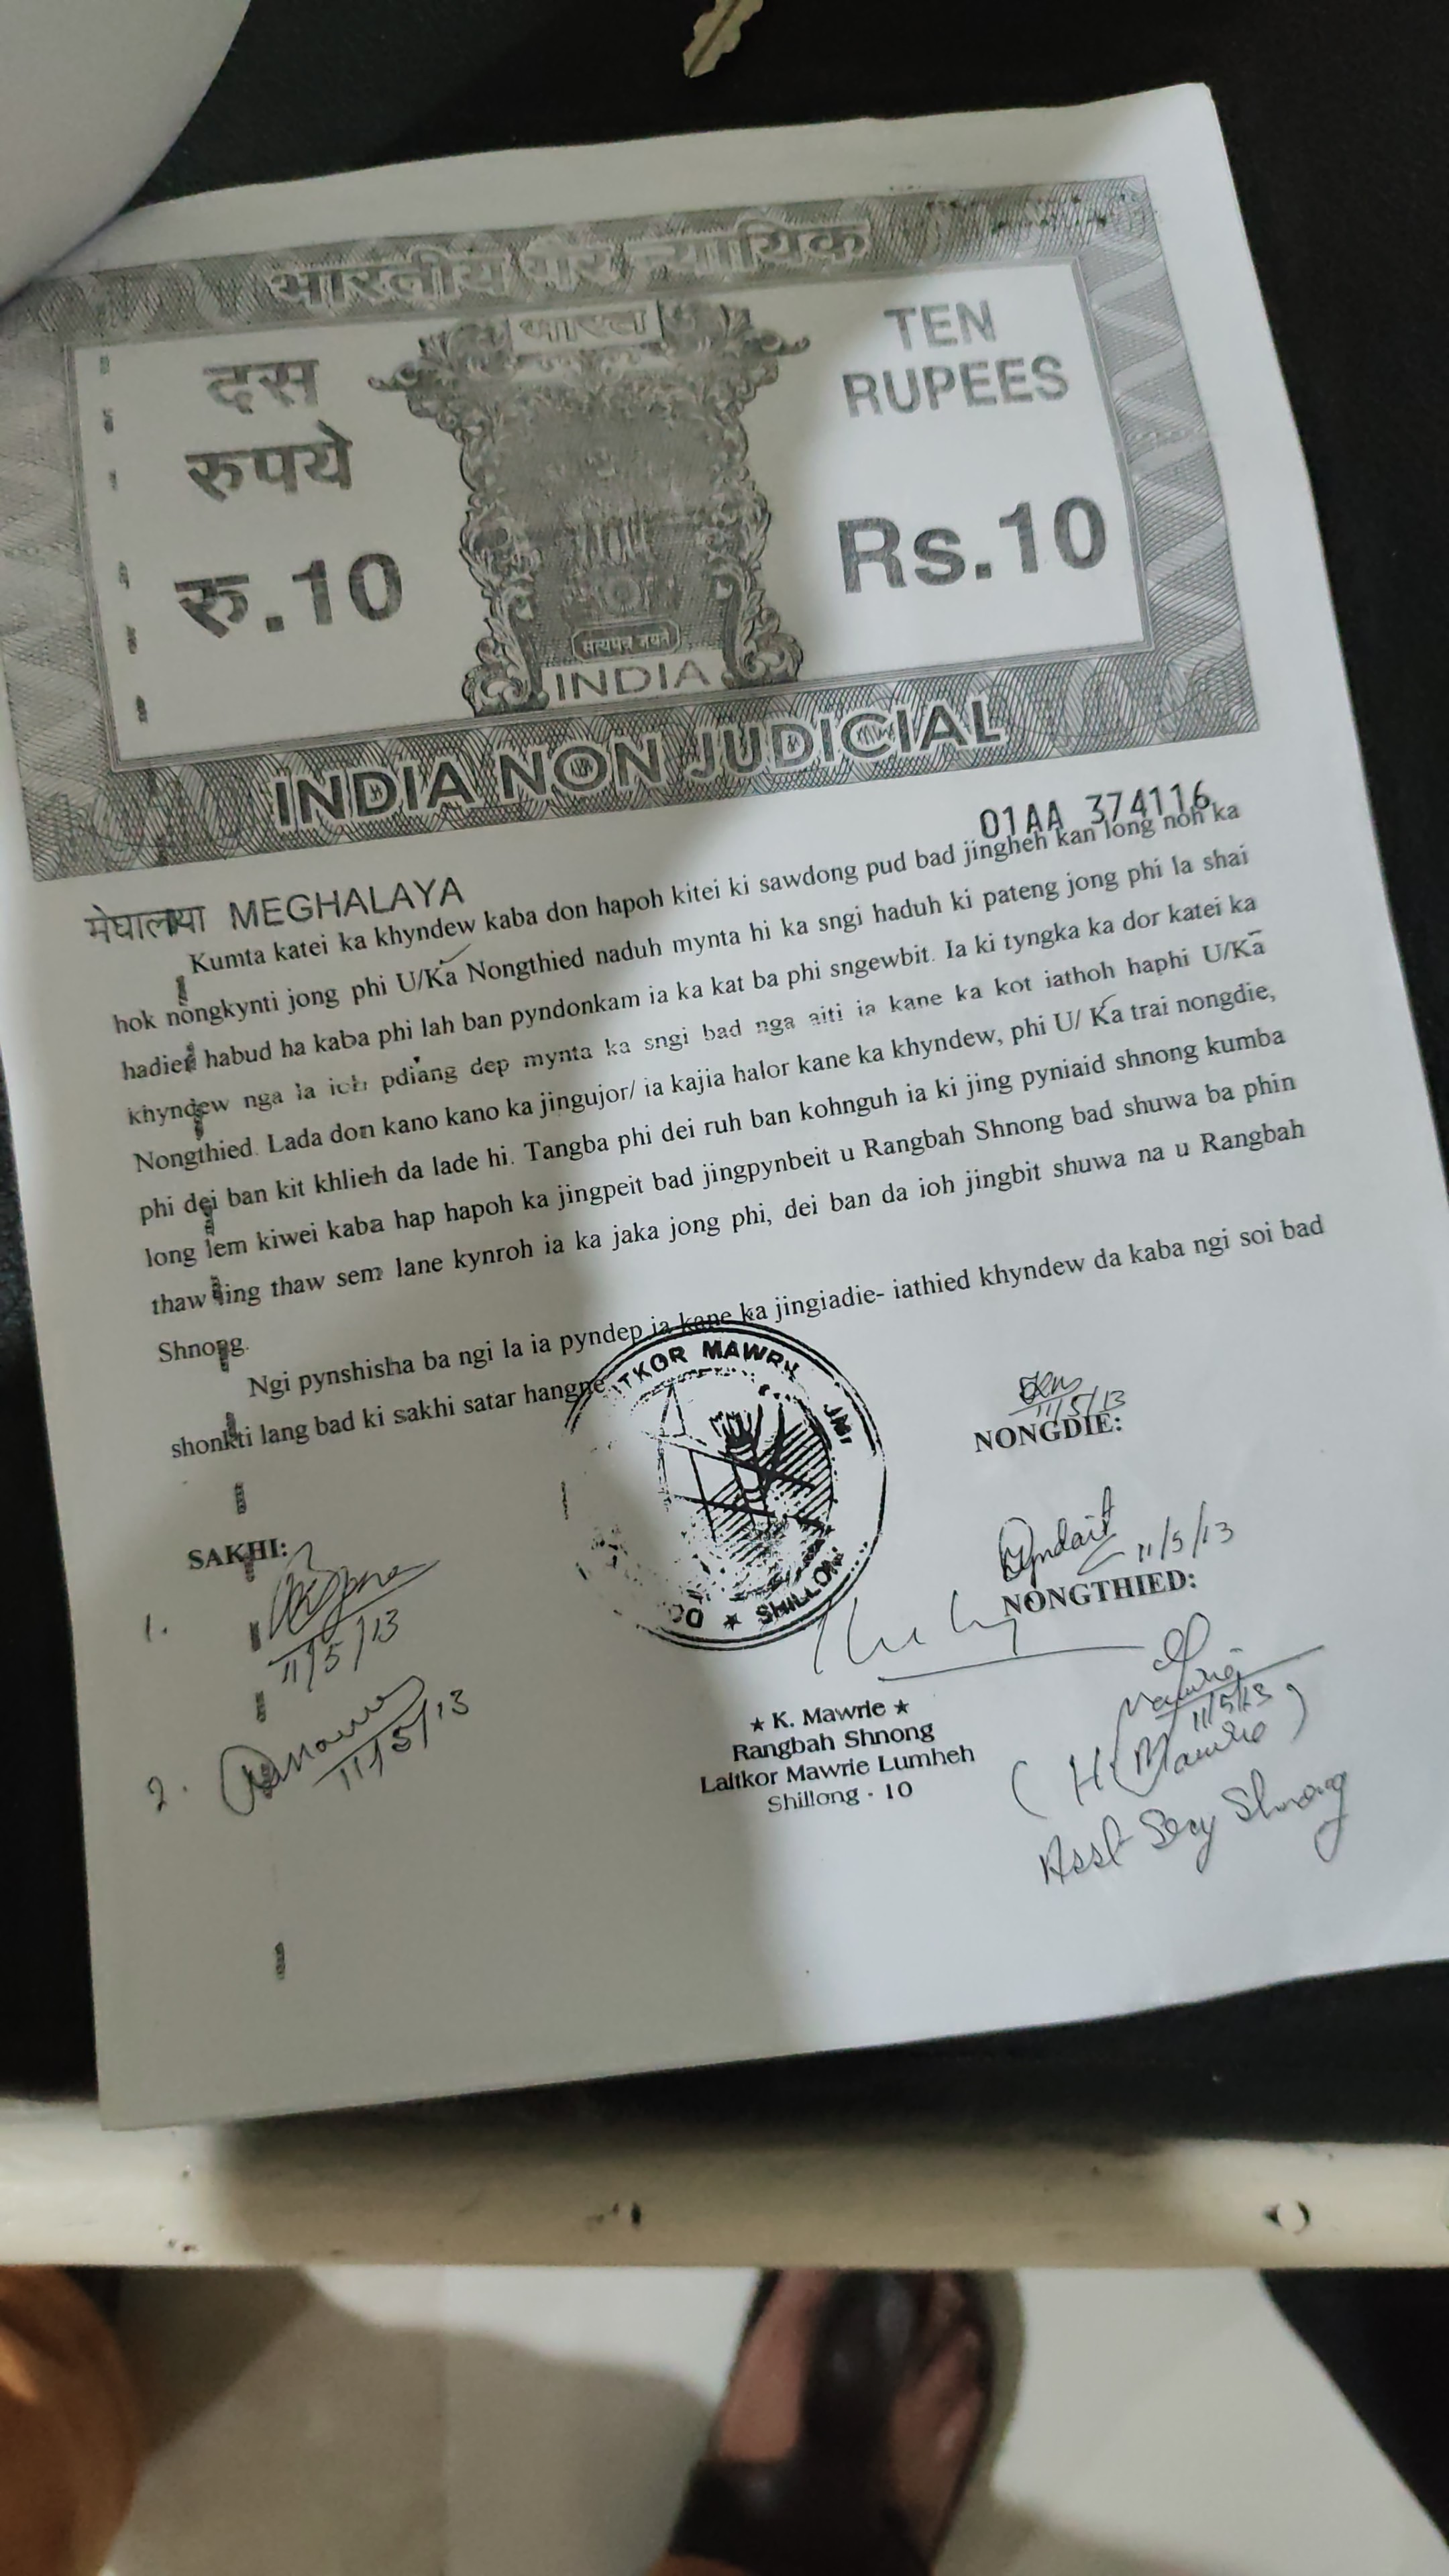 भारतीय गैर न्यायिक
भारत
दस
रुपये
रु.10
TEN
RUPEES
Rs.10
सत्यमेव जयते
INDIA
INDIA NON JUDICIAL
01AA 374116
मेघालया MEGHALAYA
Kumta katei ka khyndew kaba don hapoh kitei ki sawdong pud bad jingheh kan long noh ka
hok nongkynti jong phi U/Ka Nongthied naduh mynta hi ka sngi haduh ki pateng jong phi la shai
hadien habud ha kaba phi lah ban pyndonkam ia ka kat ba phi sngewbit. Ia ki tyngka ka dor katei ka
khyndew nga la ioh pdiang dep mynta ka sngi bad nga aiti ia kane ka kot iathoh haphi U/Ka
Nongthied. Lada don kano kano ka jingujor/ ia kajia halor kane ka khyndew, phi U/ Ka trai nongdie,
phi dei ban kit khlieh da lade hi. Tangba phi dei ruh ban kohnguh ia ki jing pyniaid shnong kumba
long lem kiwei kaba hap hapoh ka jingpeit bad jingpynbeit u Rangbah Shnong bad shuwa ba phin
thaw ïing thaw sem lane kynroh ia ka jaka jong phi, dei ban da ioh jingbit shuwa na u Rangbah
Shnong.
Ngi pynshisha ba ngi la ia pyndep ia kane ka jingiadie- iathied khyndew da kaba ngi soi bad
shonkti lang bad ki sakhi satar hangne
MAWRIE
SHILLONG
11/5/13
NONGDIE:
11/5/13
NONGTHIED:
SAKHI:
1.
11/5/13
2.
11/5/13
★ K. Mawrie ★
Rangbah Shnong
Laitkor Mawrie Lumheh
Shillong - 10
11/5/13
(H. Mawrie)
Asst Secy Shnong